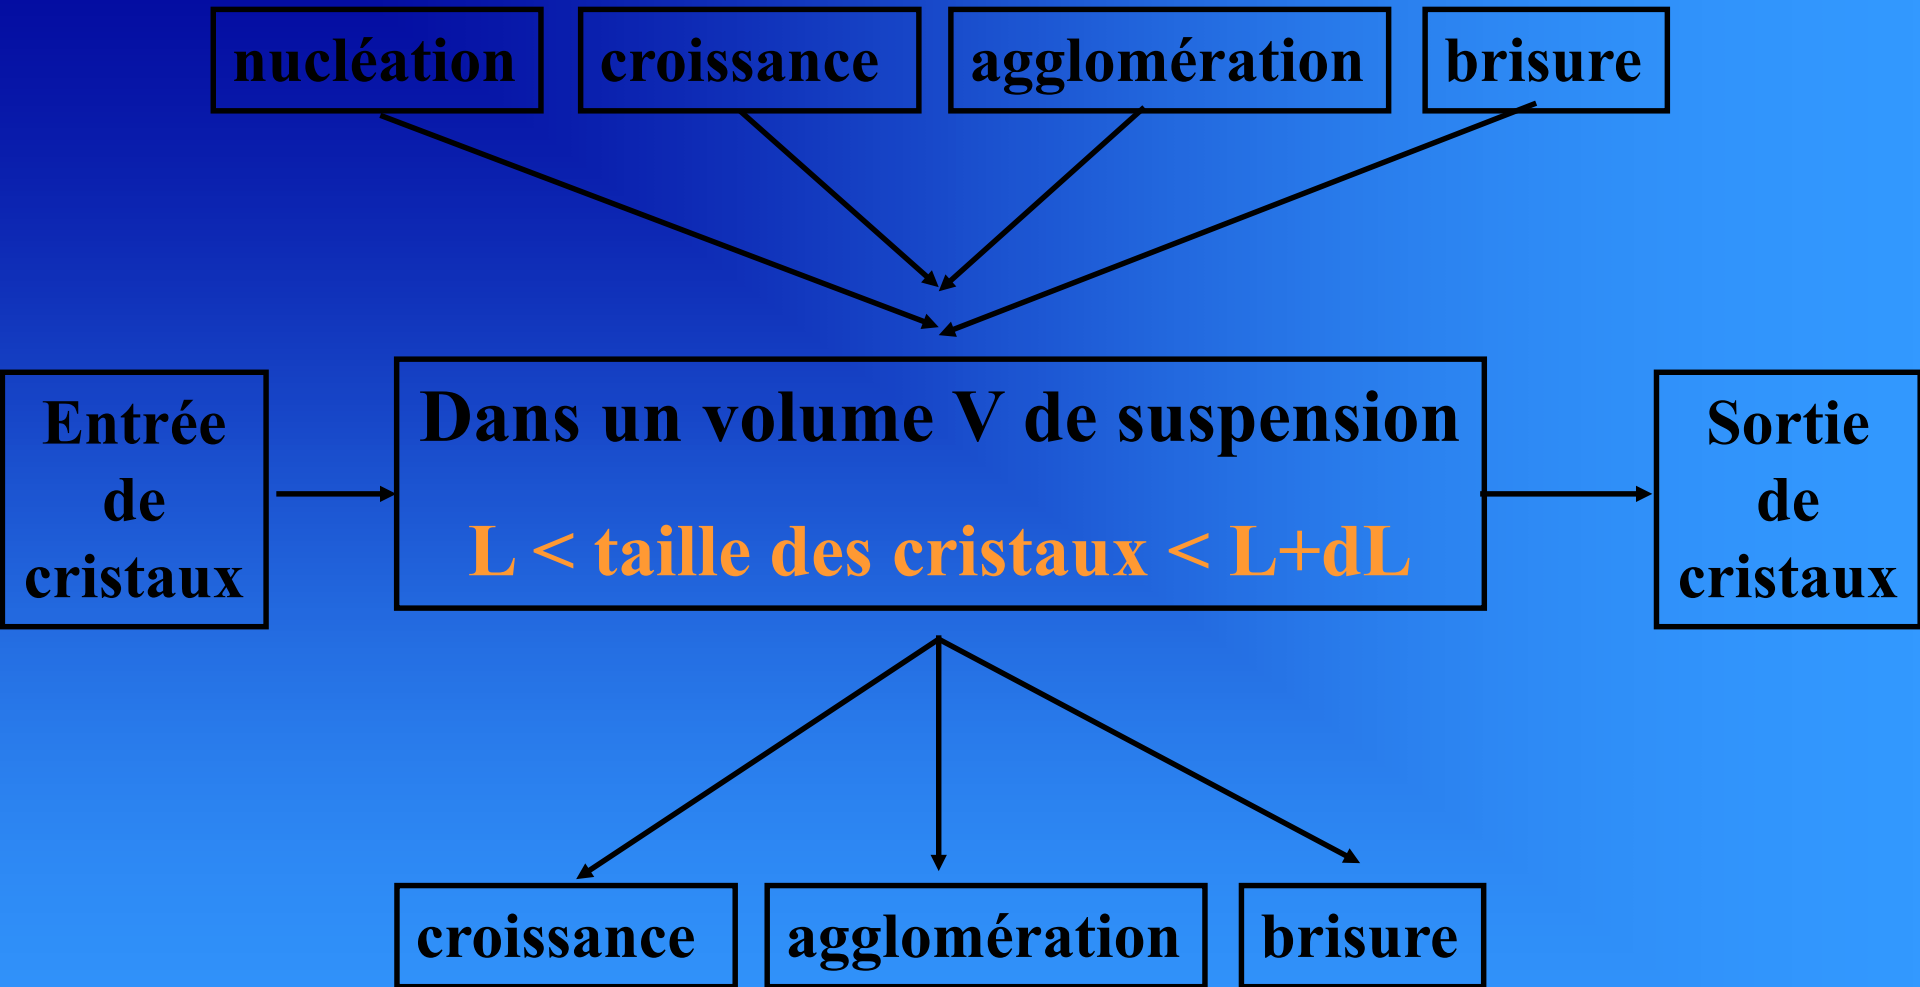 nucléation
croissance
agglomération
brisure
Entrée
de
cristaux
Dans un volume V de suspension
L < taille des cristaux < L+dL
Sortie
de
cristaux
croissance
agglomération
brisure